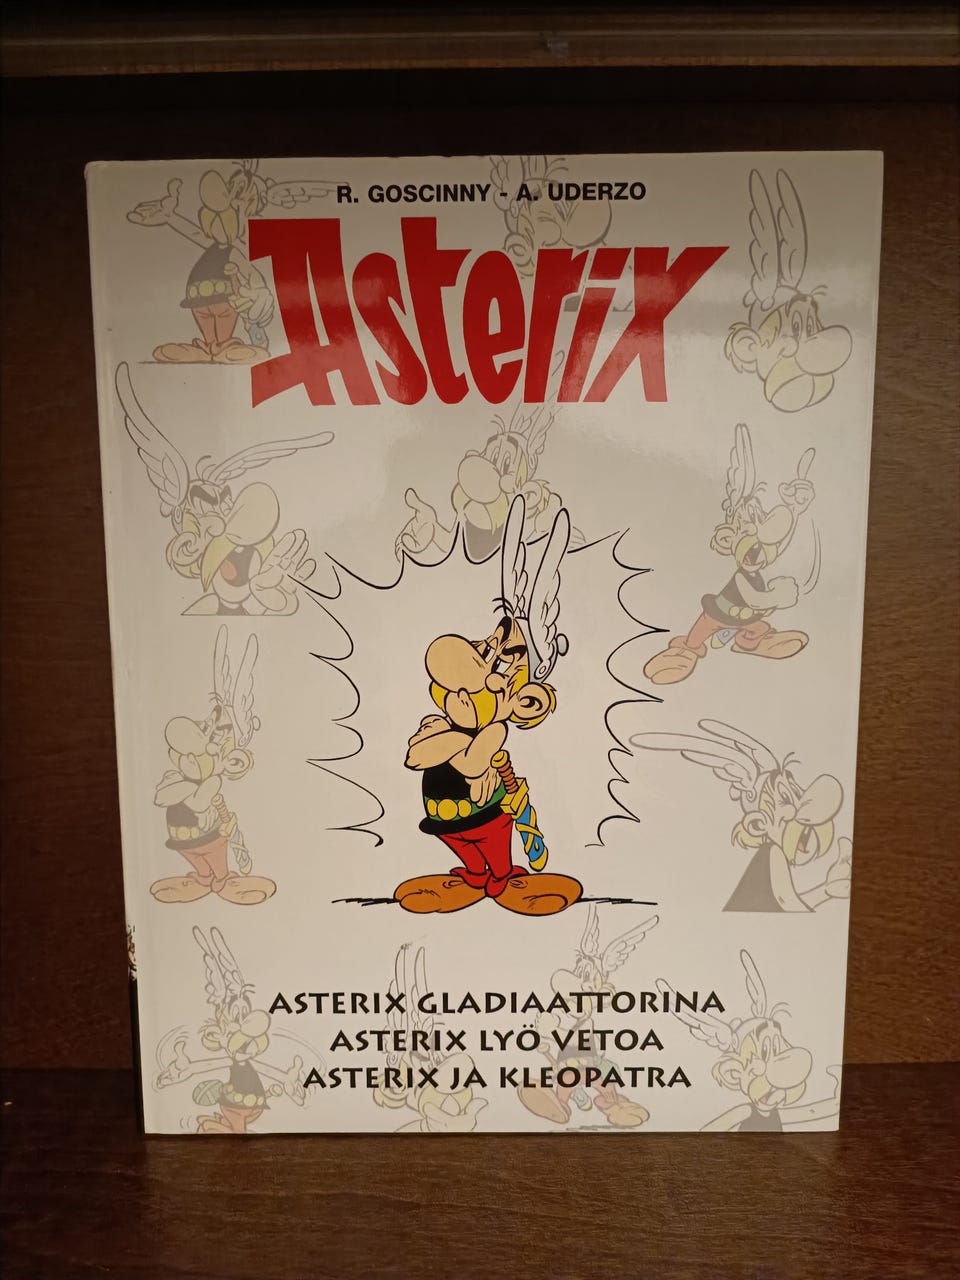 R. GOSCINNY - A. UDERZO
Asterix
ASTERIX GLADIAATTORINA
ASTERIX LYÖ VETOA
ASTERIX JA KLEOPATRA